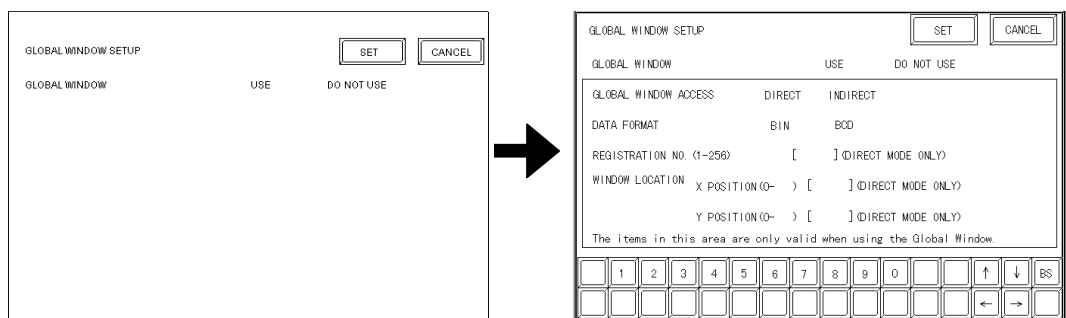 GLOBAL WINDOW SETUP SET CANCEL
GLOBAL WINDOW USE DO NOT USE
GLOBAL WINDOW SETUP SET CANCEL
GLOBAL WINDOW USE DO NOT USE
GLOBAL WINDOW ACCESS DIRECT INDIRECT
DATA FORMAT BIN BCD
REGISTRATION NO. (1-256) [ ] (DIRECT MODE ONLY)
WINDOW LOCATION X POSITION(0- ) [ ] (DIRECT MODE ONLY)
Y POSITION(0- ) [ ] (DIRECT MODE ONLY)
The items in this area are only valid when using the Global Window.
1 2 3 4 5 6 7 8 9 0 ↑ ↓ BS
← →